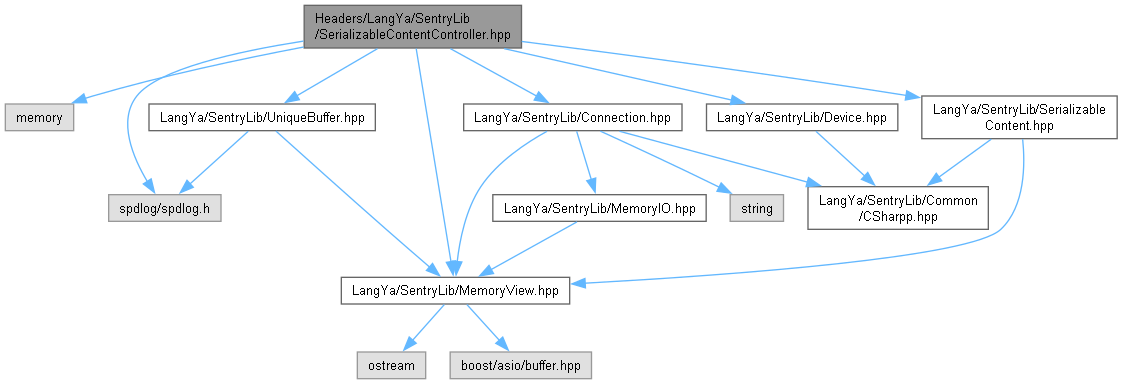 Headers/LangYa/SentryLib
/SerializableContentController.hpp
memory
LangYa/SentryLib/UniqueBuffer.hpp
LangYa/SentryLib/Connection.hpp
LangYa/SentryLib/Device.hpp
LangYa/SentryLib/Serializable
Content.hpp
spdlog/spdlog.h
LangYa/SentryLib/MemoryIO.hpp
string
LangYa/SentryLib/Common
/CSharpp.hpp
LangYa/SentryLib/MemoryView.hpp
ostream
boost/asio/buffer.hpp